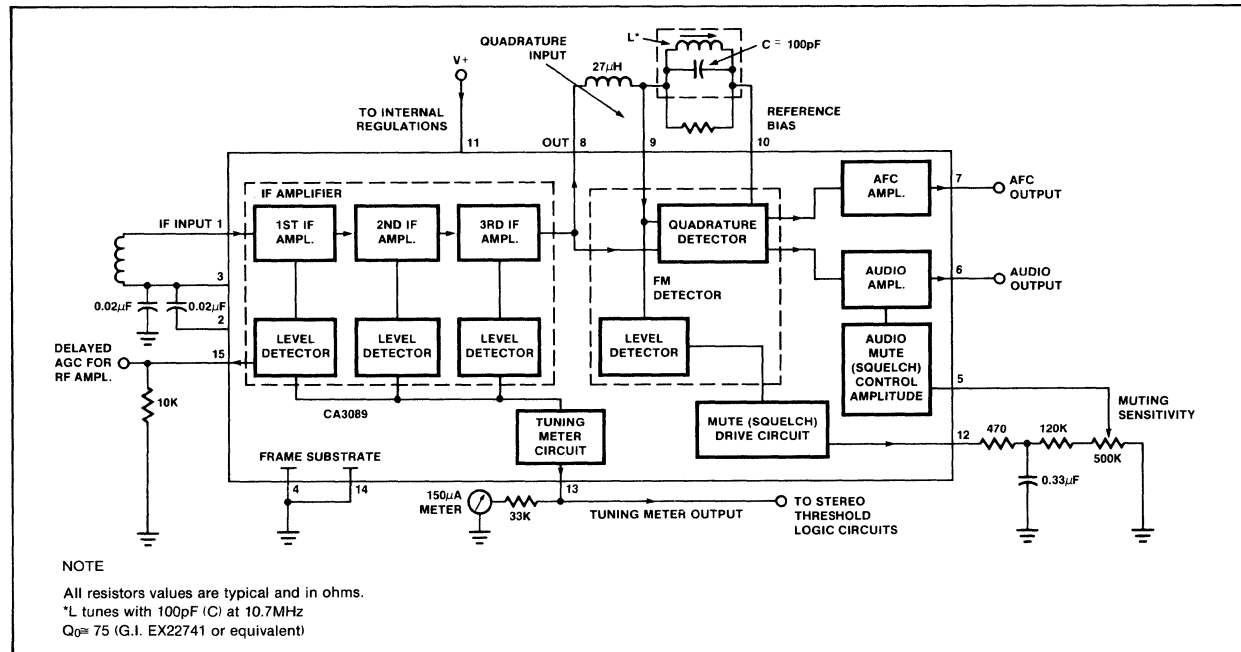 L*
C = 100pF
QUADRATURE
INPUT
27μH
V+
TO INTERNAL
REGULATIONS
11
OUT
8
9
REFERENCE
BIAS
10
IF AMPLIFIER
IF INPUT 1
1ST IF
AMPL.
2ND IF
AMPL.
3RD IF
AMPL.
QUADRATURE
DETECTOR
AFC
AMPL.
7
AFC
OUTPUT
3
0.02μF
0.02μF
2
FM
DETECTOR
AUDIO
AMPL.
6
AUDIO
OUTPUT
DELAYED
AGC FOR
RF AMPL.
15
LEVEL
DETECTOR
LEVEL
DETECTOR
LEVEL
DETECTOR
LEVEL
DETECTOR
AUDIO
MUTE
(SQUELCH)
CONTROL
AMPLITUDE
5
MUTING
SENSITIVITY
10K
CA3089
TUNING
METER
CIRCUIT
MUTE (SQUELCH)
DRIVE CIRCUIT
12
470
120K
500K
0.33μF
FRAME SUBSTRATE
4
14
13
150μA
METER
33K
TUNING METER OUTPUT
TO STEREO
THRESHOLD
LOGIC CIRCUITS
NOTE
All resistors values are typical and in ohms.
*L tunes with 100pF (C) at 10.7MHz
Q0≅ 75 (G.I. EX22741 or equivalent)